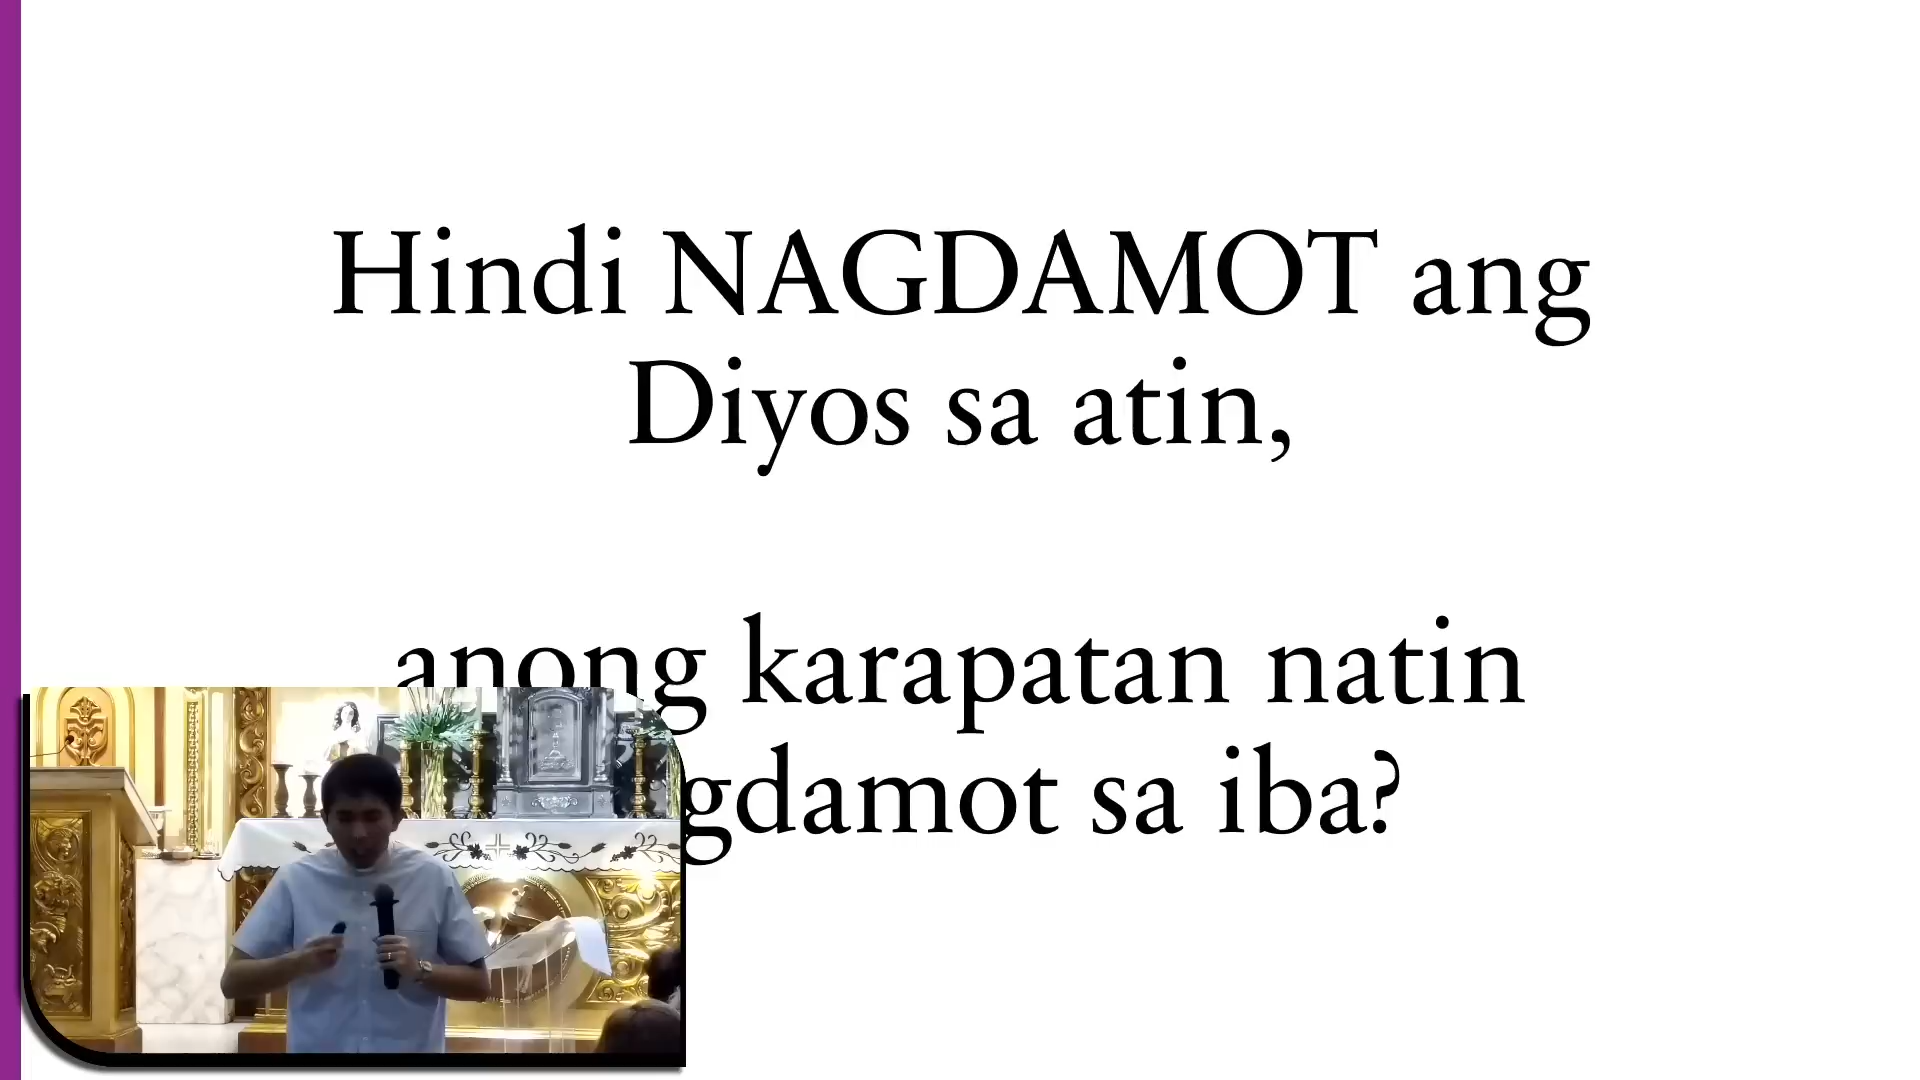 Hindi NAGDAMOT ang
Diyos sa atin,
anong karapatan natin
sa iba?